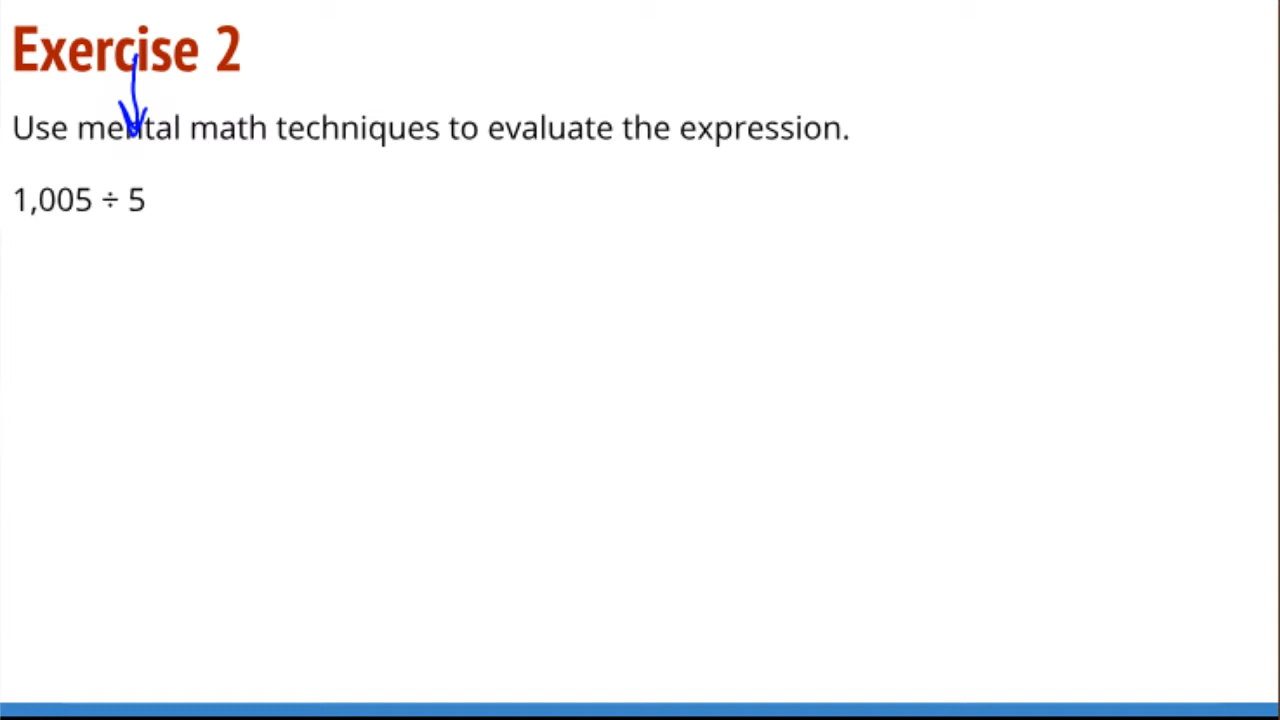 Exercise 2
Use mental math techniques to evaluate the expression.
1,005 ÷ 5